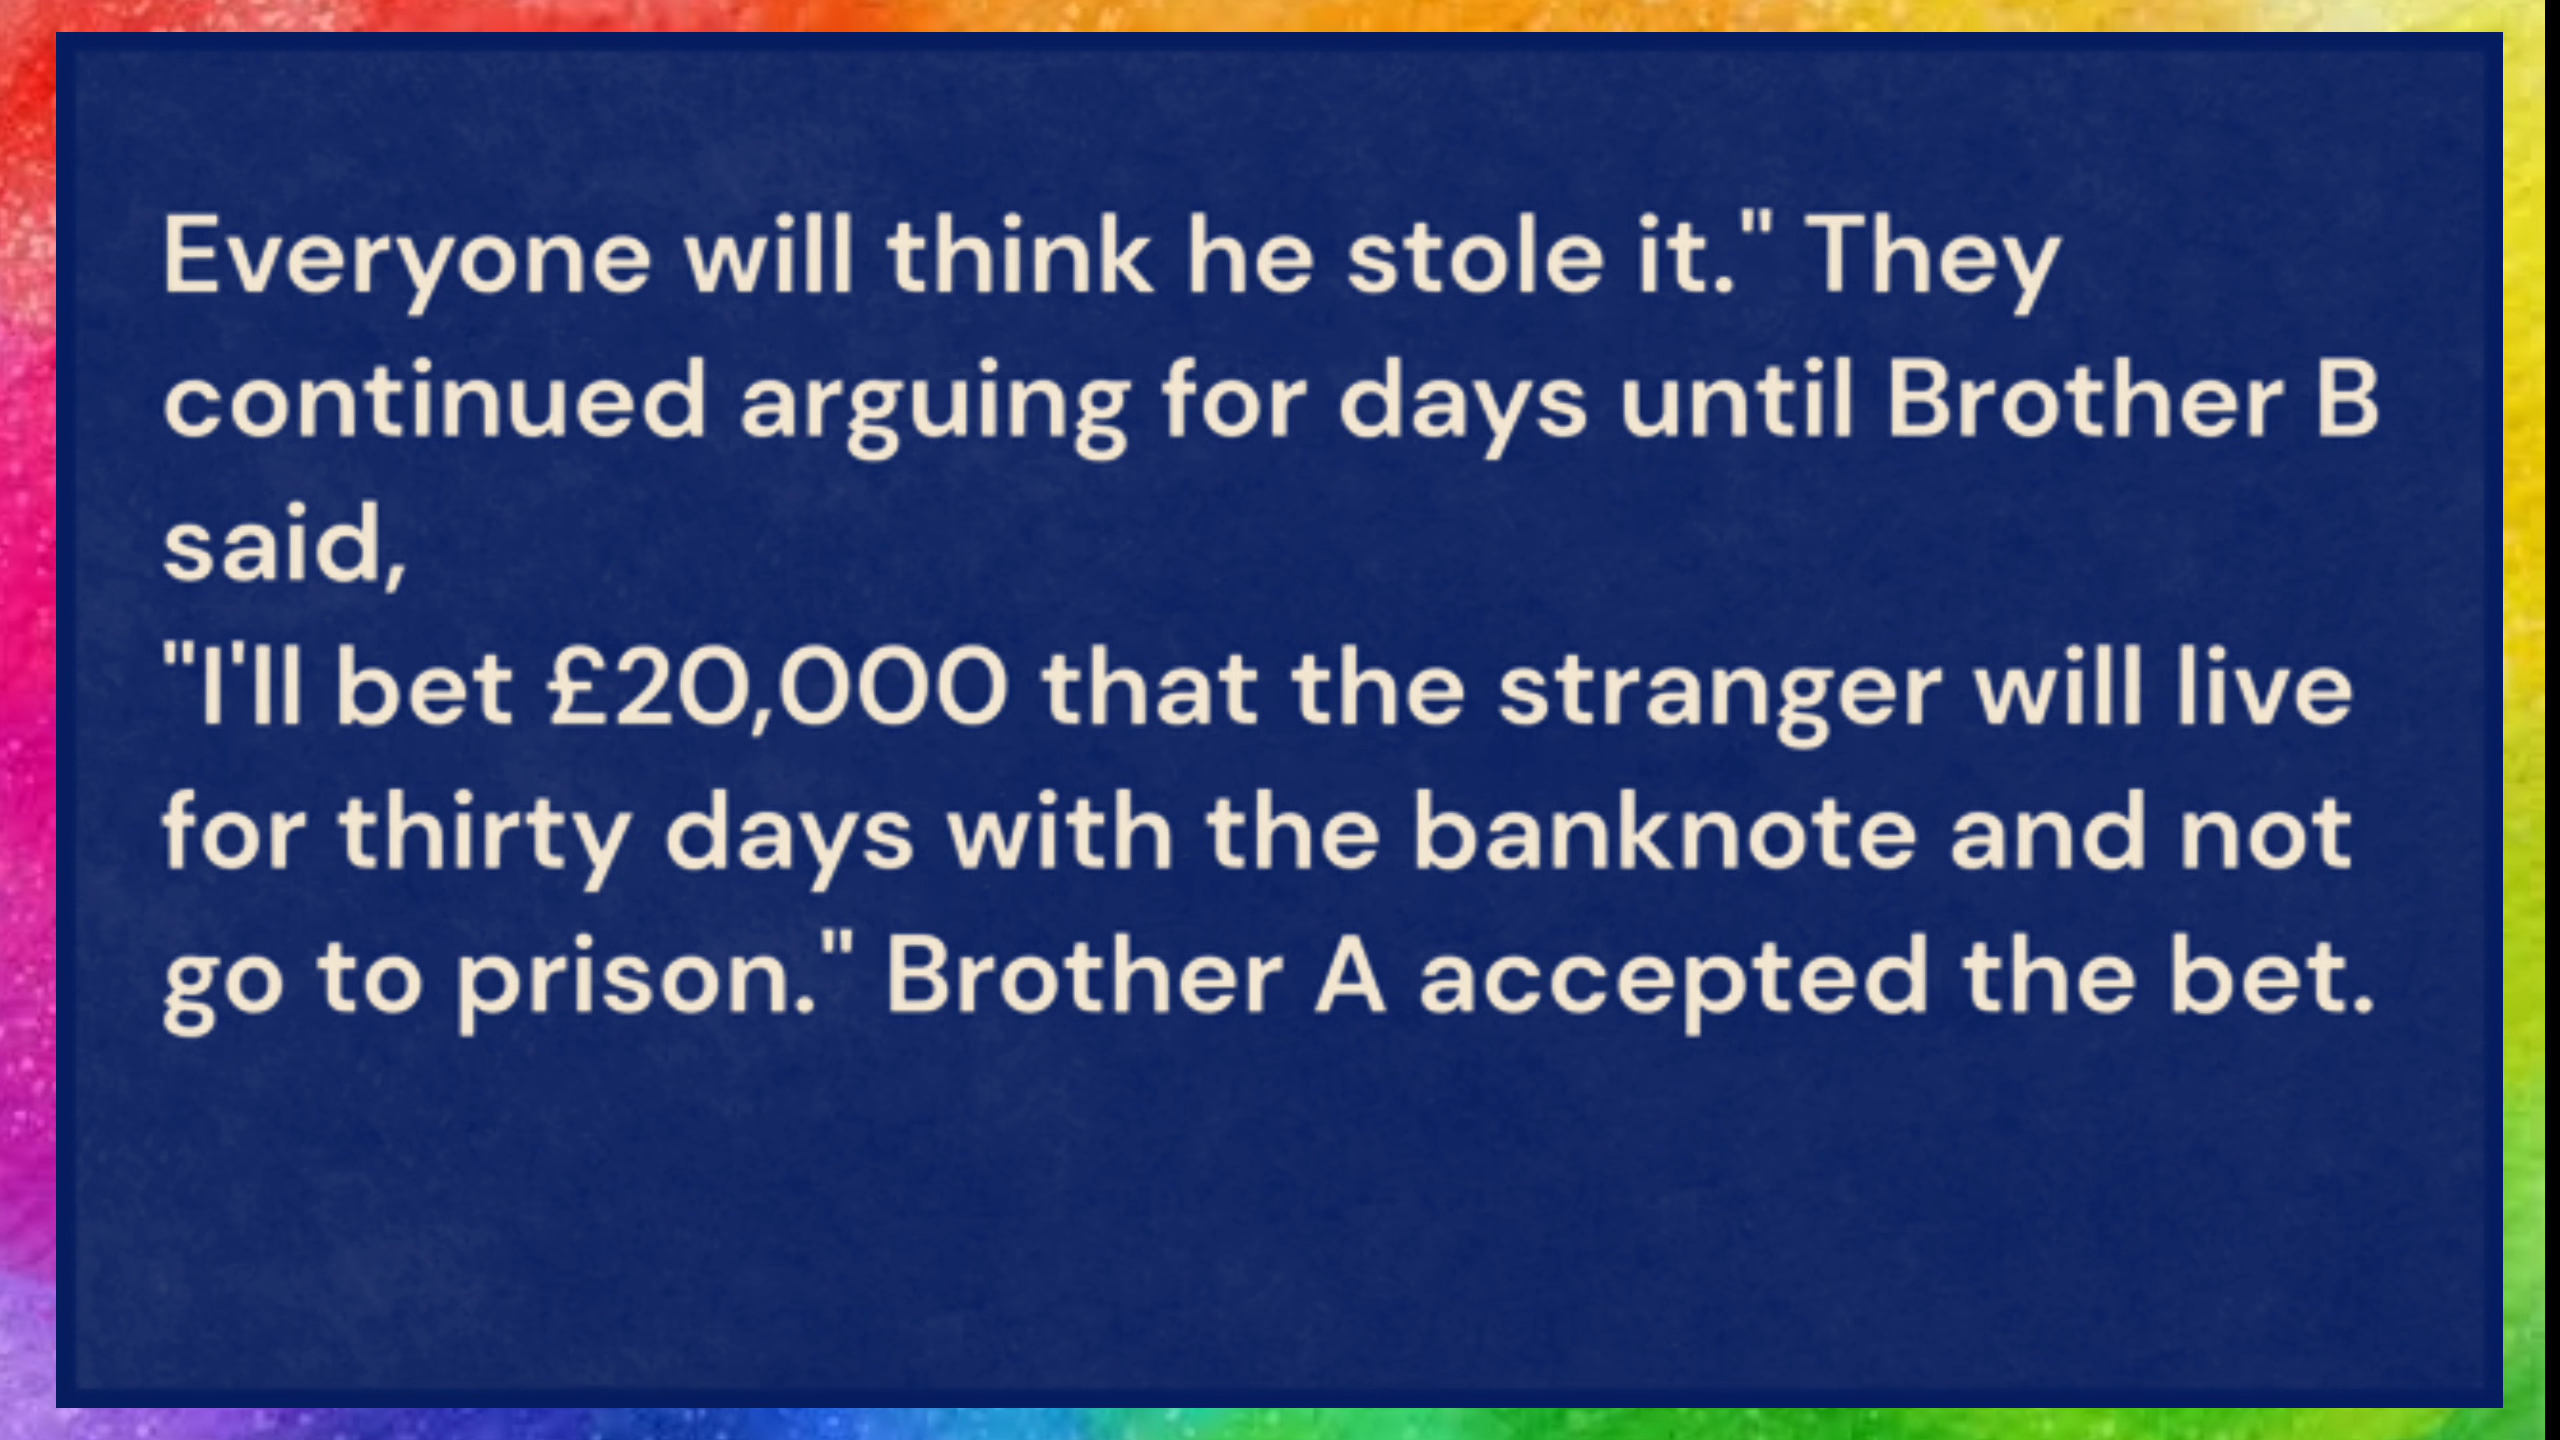 Everyone will think he stole it." They
continued arguing for days until Brother B
said,
"I'll bet £20,000 that the stranger will live
for thirty days with the banknote and not
go to prison." Brother A accepted the bet.